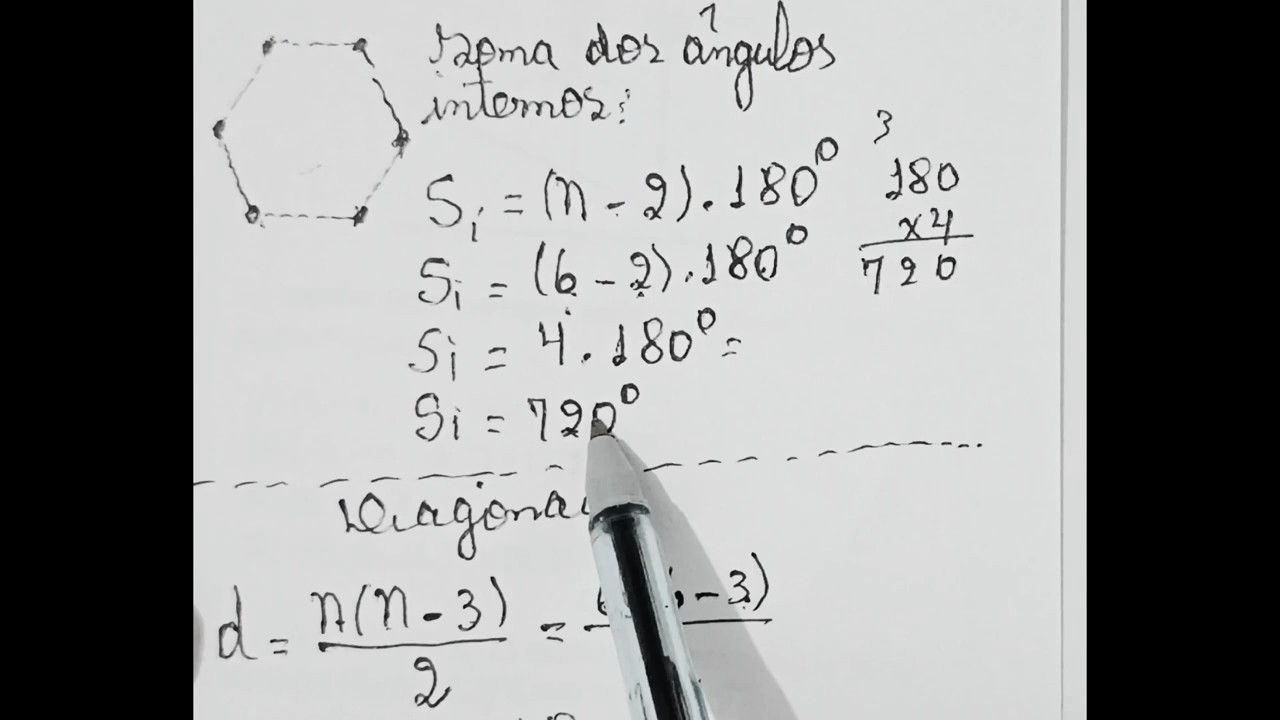 Soma dos ângulos
internos:
Si = (n - 2).180°
Si = (6 - 2).180°
Si = 4.180° =
Si = 720°
3
180
x4
720
d = n(n - 3)/2 = - 3)